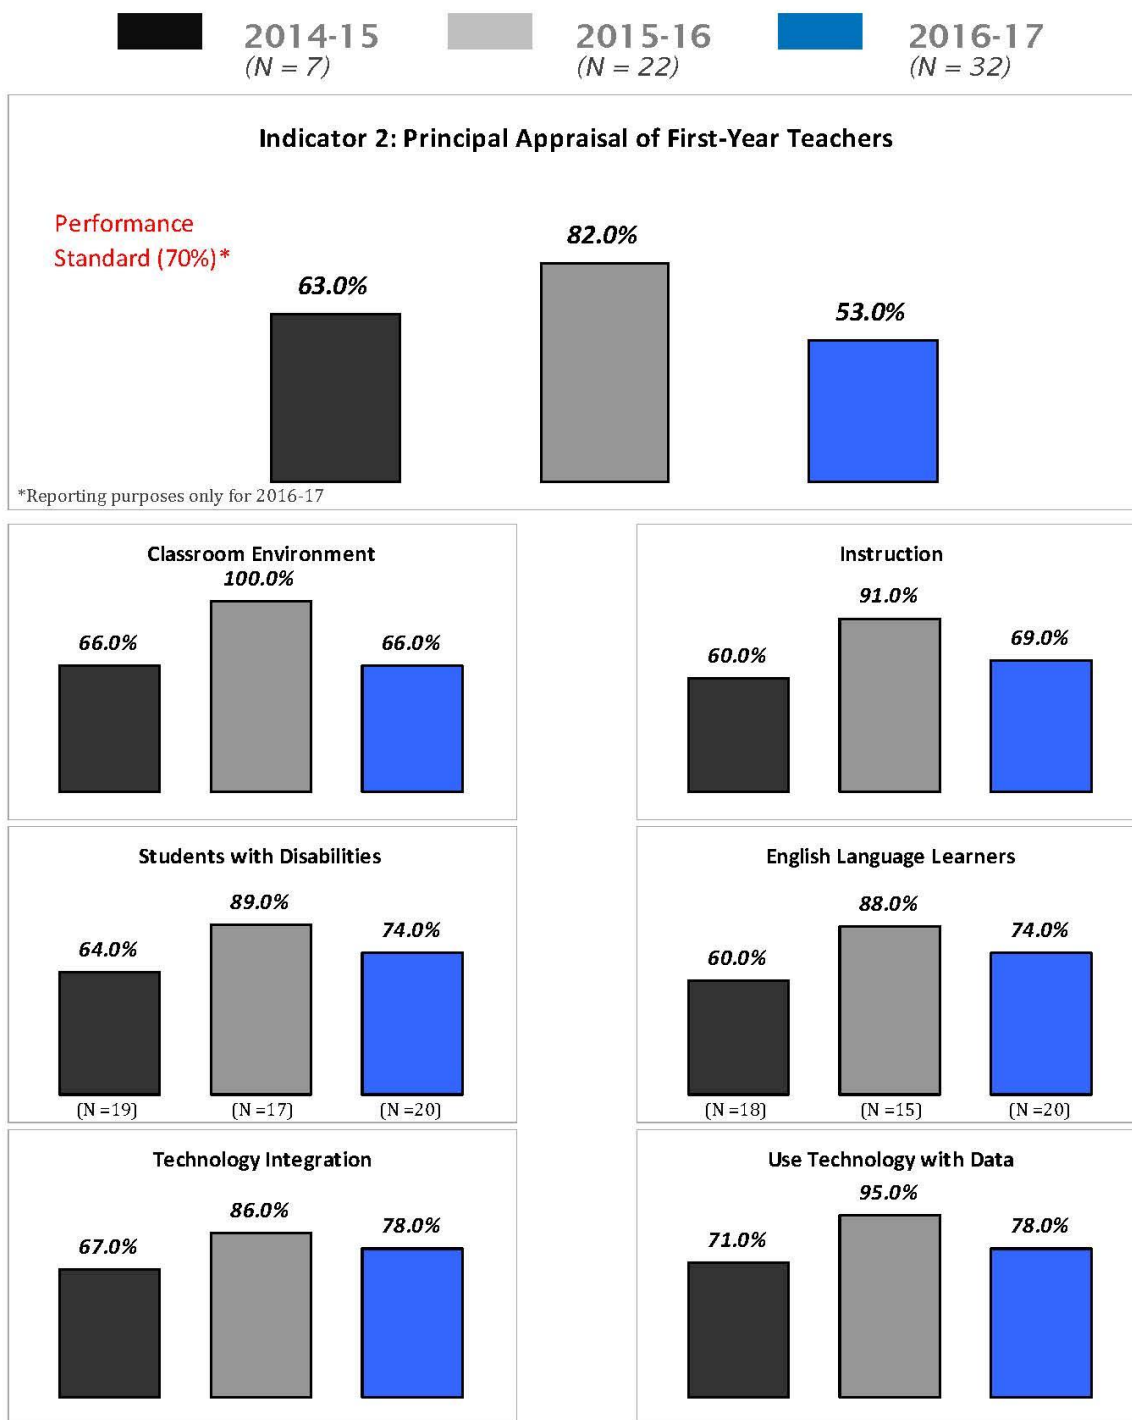 2014-15 2015-16 2016-17
(N = 7) (N = 22) (N = 32)
Indicator 2: Principal Appraisal of First-Year Teachers
Performance
Standard (70%)*
63.0% 82.0% 53.0%
*Reporting purposes only for 2016-17
Classroom Environment
66.0% 100.0% 66.0%
Instruction
60.0% 91.0% 69.0%
Students with Disabilities
64.0% 89.0% 74.0%
(N =19) (N =17) (N =20)
English Language Learners
60.0% 88.0% 74.0%
(N =18) (N =15) (N =20)
Technology Integration
67.0% 86.0% 78.0%
Use Technology with Data
71.0% 95.0% 78.0%